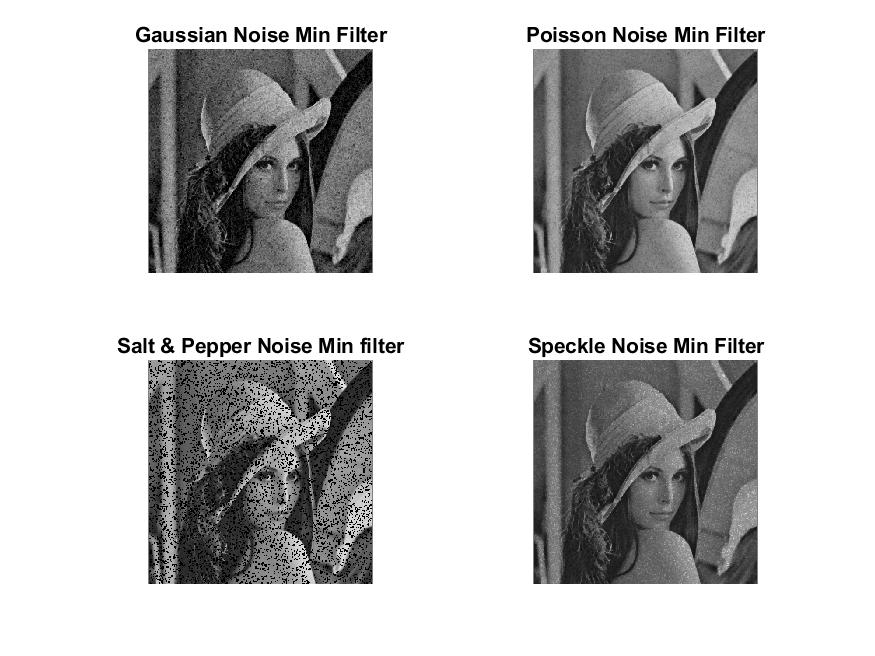 Gaussian Noise Min Filter
Poisson Noise Min Filter
Salt & Pepper Noise Min filter
Speckle Noise Min Filter